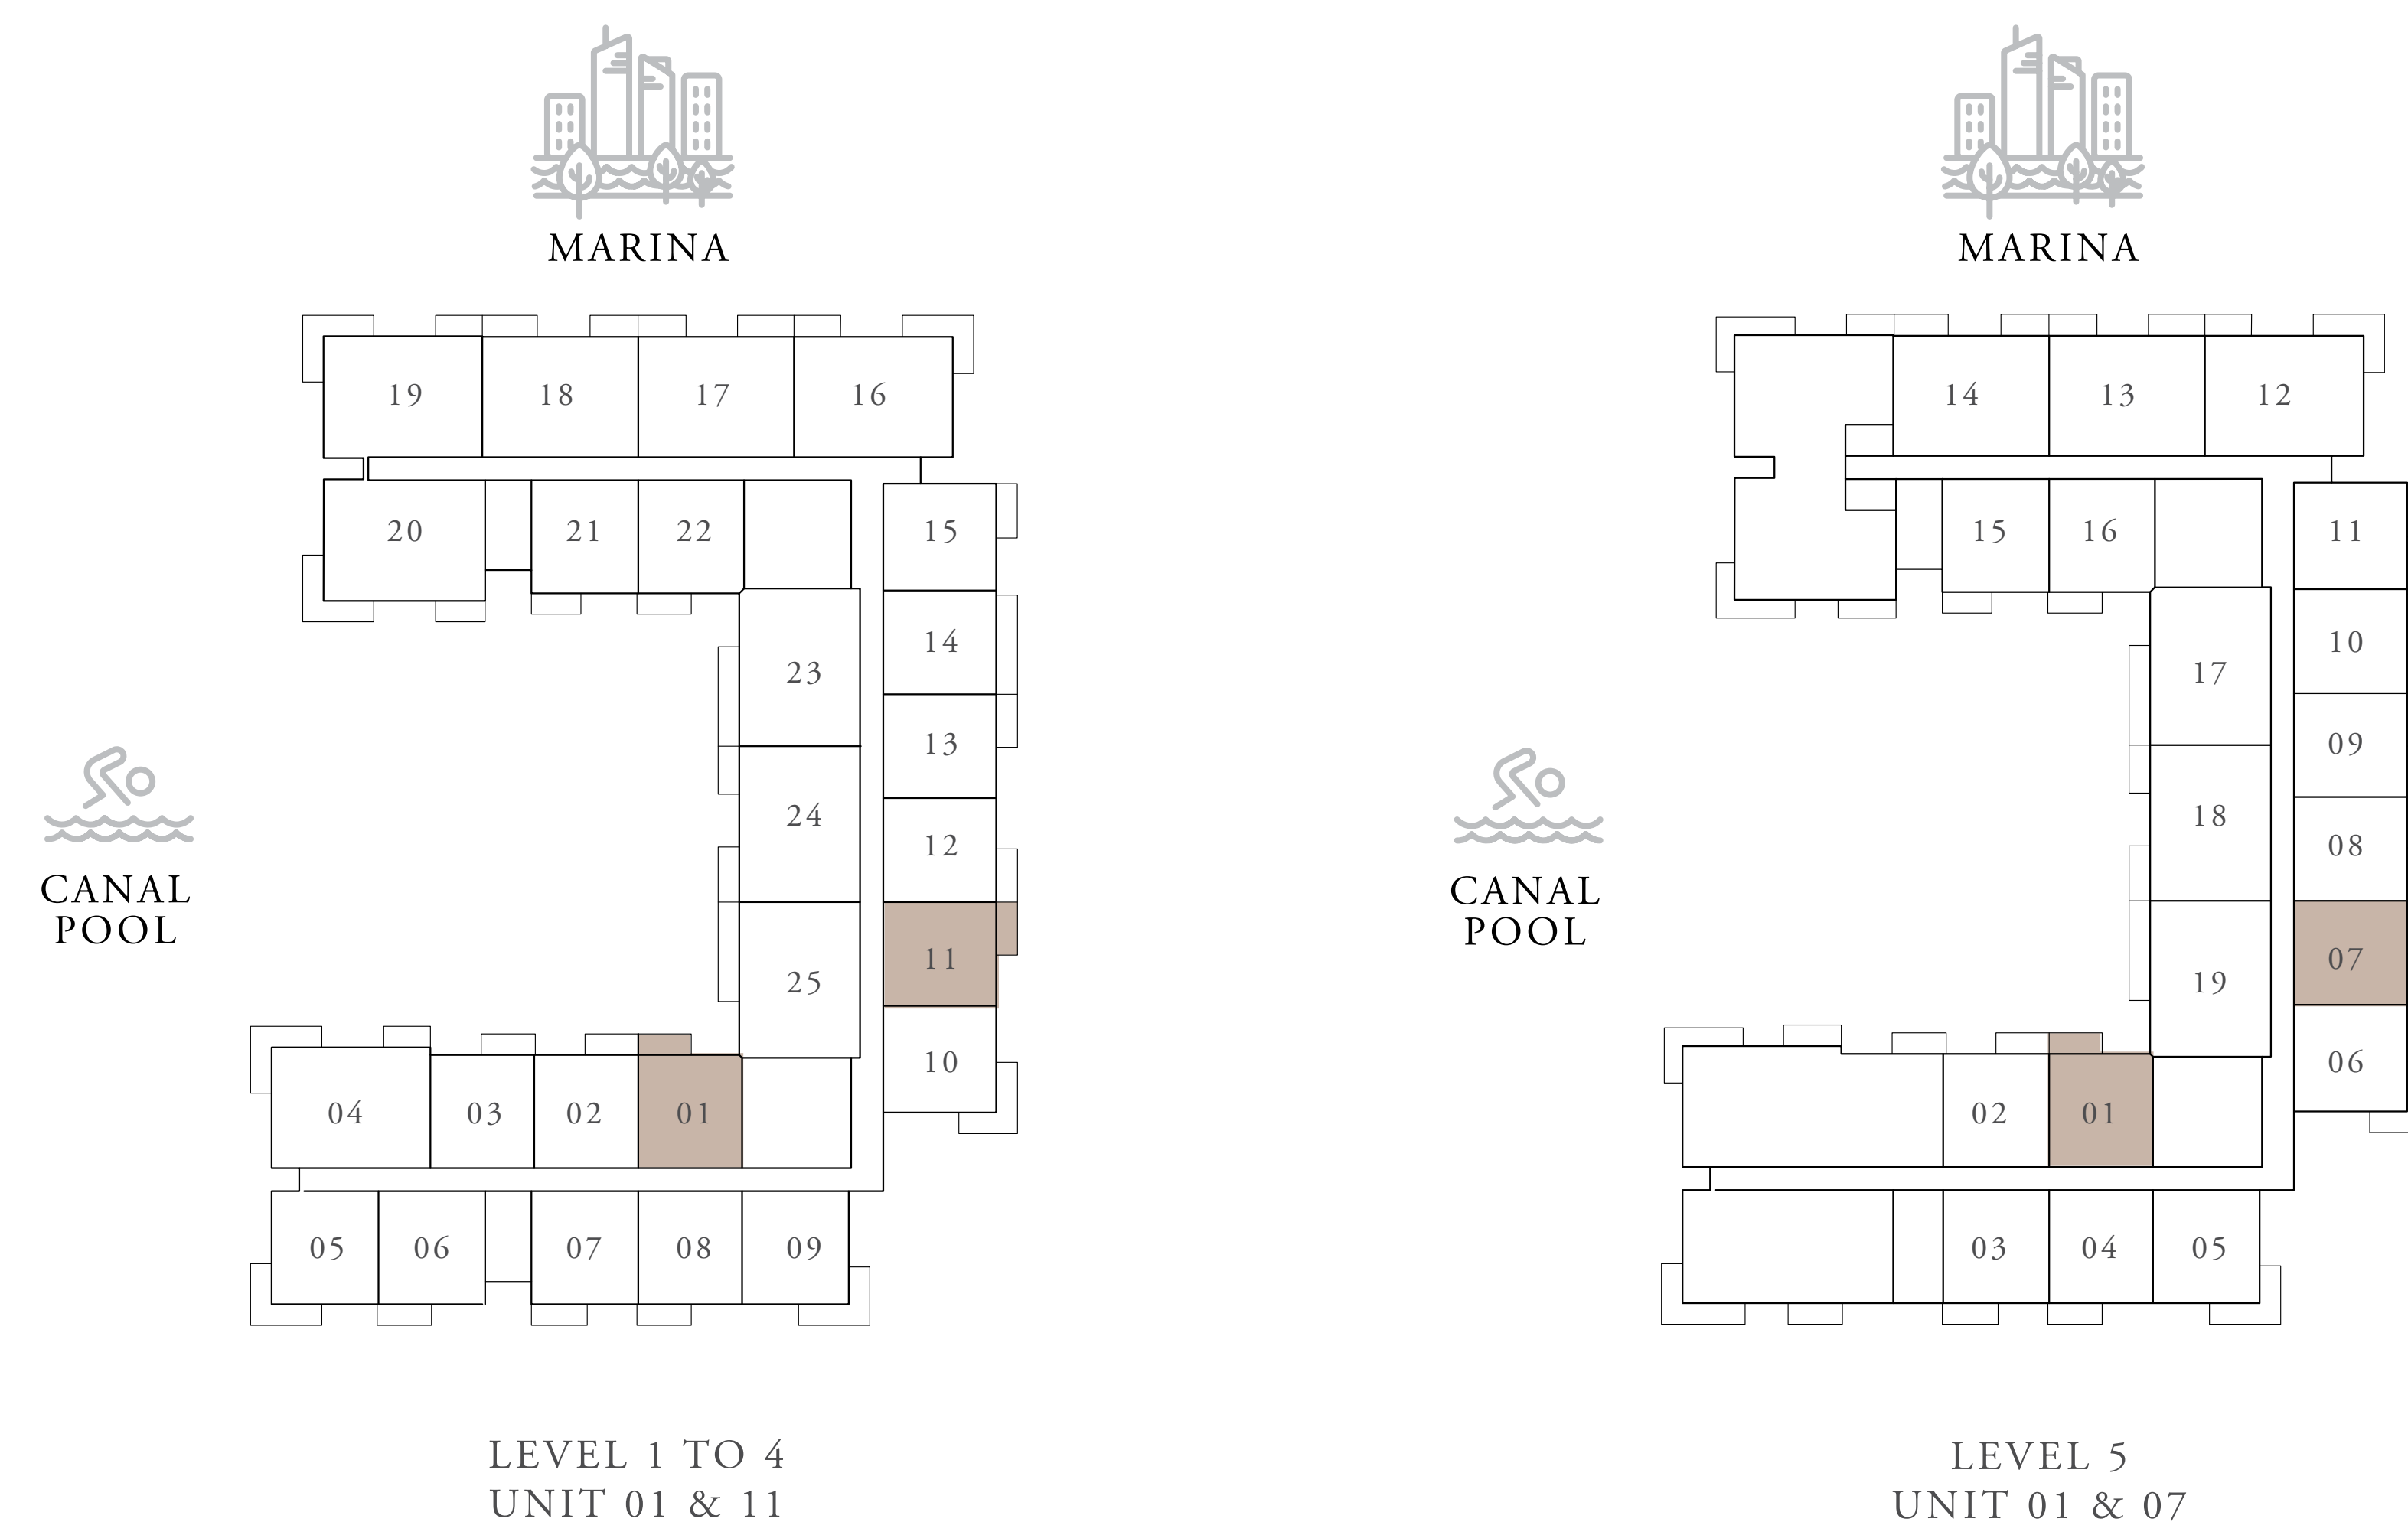 MARINA
19 18 17 16
20 21 22 15
14
23
13
24
12
CANAL
POOL
11
25
10
04 03 02 01
05 06 07 08 09
LEVEL 1 TO 4
UNIT 01 & 11
MARINA
14 13 12
15 16 11
10
17
09
18
08
CANAL
POOL
07
19
06
02 01
03 04 05
LEVEL 5
UNIT 01 & 07